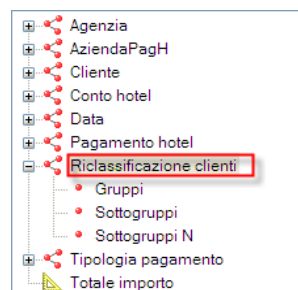 Agenzia
AziendaPagH
Cliente
Conto hotel
Data
Pagamento hotel
Riclassificazione clienti
Gruppi
Sottogruppi
Sottogruppi N
Tipologia pagamento
Totale importo